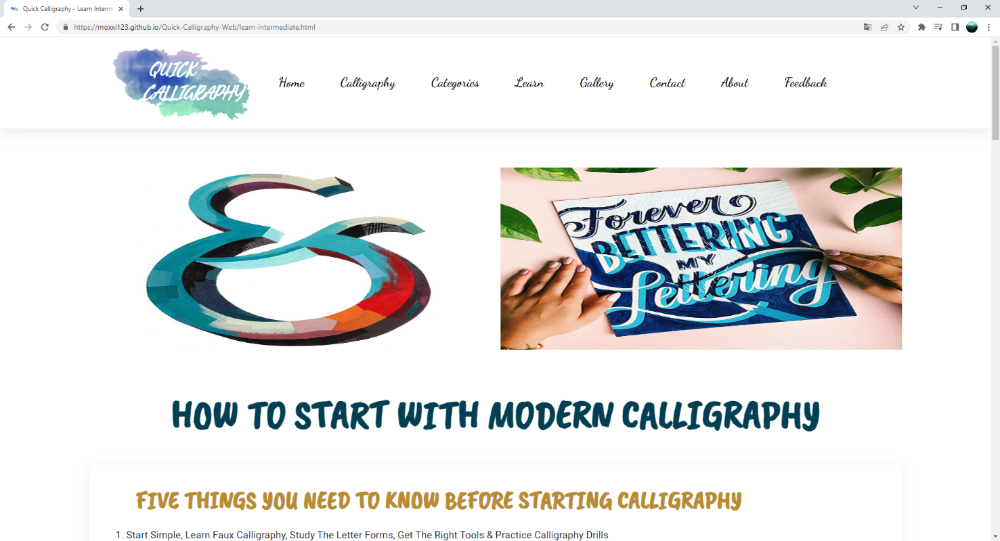 Quick Calligraphy - Learn Interme
https://moxxi123.github.io/Quick-Calligraphy-Web/learn-intermediate.html
QUICK
CALLIGRAPHY
Home Calligraphy Categories Learn Gallery Contact About Feedback
Forever
BETTERING
MY
Lettering
HOW TO START WITH MODERN CALLIGRAPHY
FIVE THINGS YOU NEED TO KNOW BEFORE STARTING CALLIGRAPHY
1. Start Simple, Learn Faux Calligraphy, Study The Letter Forms, Get The Right Tools & Practice Calligraphy Drills